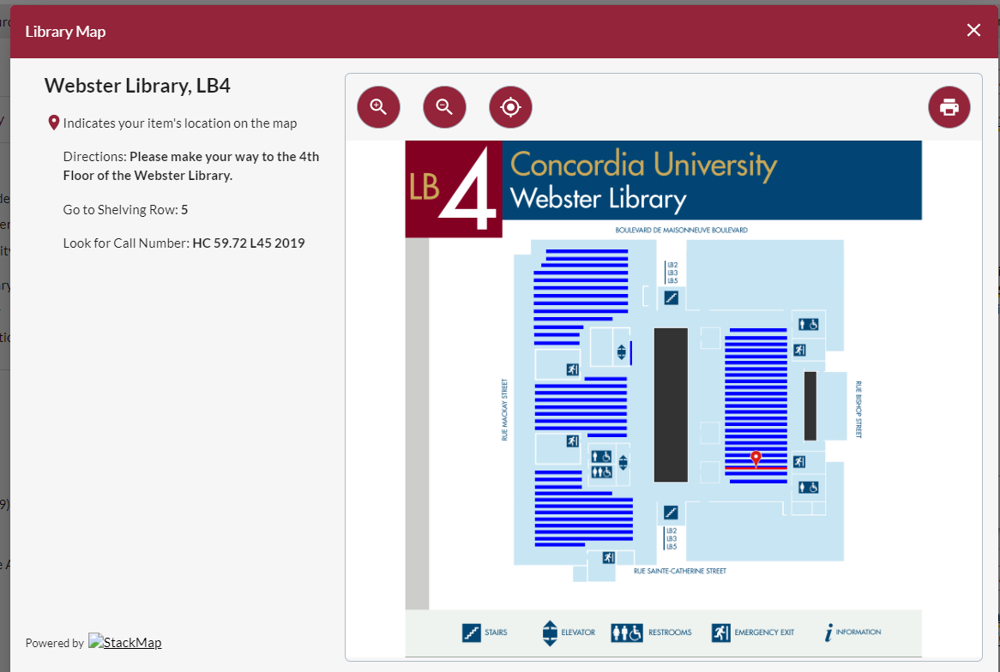 Library Map
Webster Library, LB4
Indicates your item's location on the map
Directions: Please make your way to the 4th
Floor of the Webster Library.
Go to Shelving Row: 5
Look for Call Number: HC 59.72 L45 2019
Powered by StackMap
LB 4
Concordia University
Webster Library
BOULEVARD DE MAISONNEUVE BOULEVARD
LB2
LB3
LB5
RUE MACKAY STREET
RUE BISHOP STREET
LB2
LB3
LB5
RUE SAINTE-CATHERINE STREET
STAIRS
ELEVATOR
RESTROOMS
EMERGENCY EXIT
INFORMATION